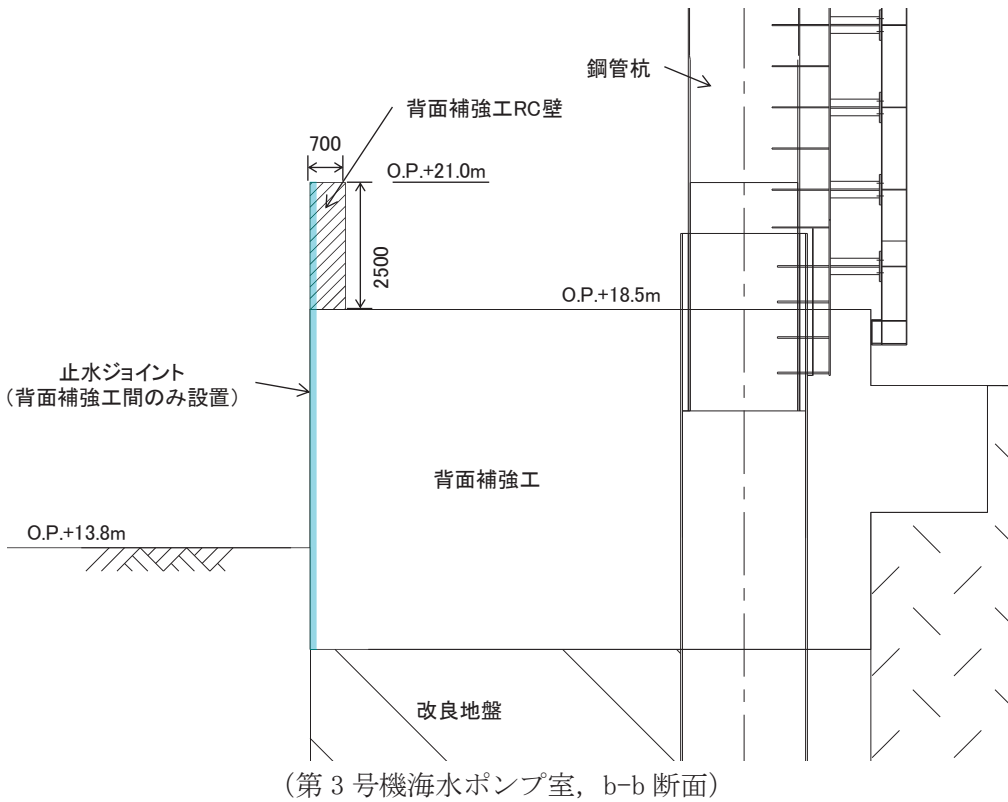 鋼管杭
背面補強工RC壁
700
O.P.+21.0m
2500
O.P.+18.5m
止水ジョイント
(背面補強工間のみ設置)
背面補強工
O.P.+13.8m
改良地盤
(第 3 号機海水ポンプ室, b-b 断面)